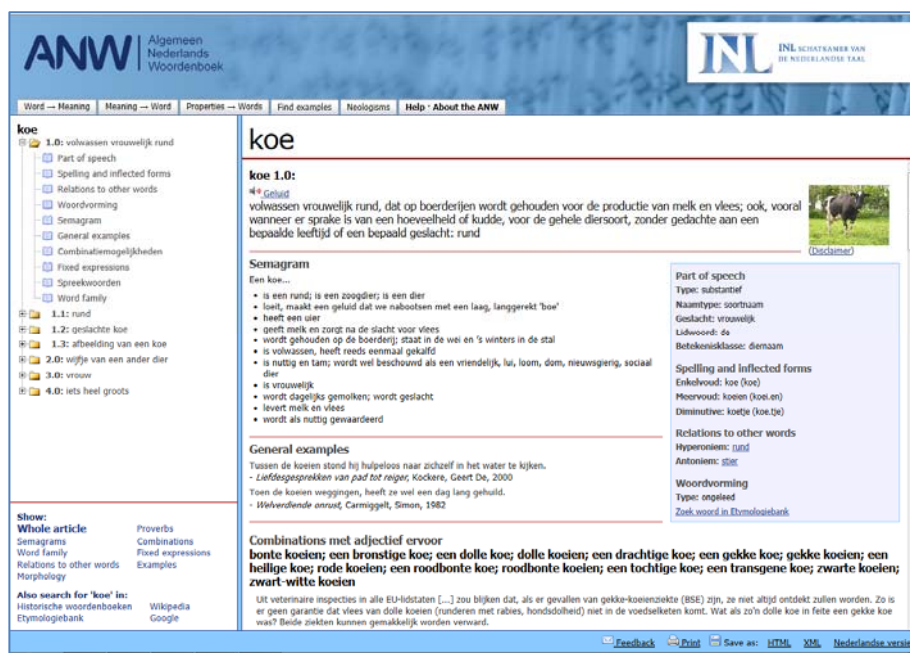 ANW
Algemeen
Nederlands
Woordenboek
INL
INL SCHATKAMER VAN
DE NEDERLANDSE TAAL
Word → Meaning
Meaning → Word
Properties → Words
Find examples
Neologisms
Help · About the ANW
koe
1.0: volwassen vrouwelijk rund
Part of speech
Spelling and inflected forms
Relations to other words
Woordvorming
Semagram
General examples
Combinatiemogelijkheden
Fixed expressions
Spreekwoorden
Word family
1.1: rund
1.2: geslachte koe
1.3: afbeelding van een koe
2.0: wijfje van een ander dier
3.0: vrouw
4.0: iets heel groots
Show:
Whole article
Semagrams
Word family
Relations to other words
Morphology
Proverbs
Combinations
Fixed expressions
Examples
Also search for 'koe' in:
Historische woordenboeken
Etymologiebank
Wikipedia
Google
koe
koe 1.0:
Geluid
volwassen vrouwelijk rund, dat op boerderijen wordt gehouden voor de productie van melk en vlees; ook, vooral
wanneer er sprake is van een hoeveelheid of kudde, voor de gehele diersoort, zonder gedachte aan een
bepaalde leeftijd of een bepaald geslacht: rund
(Disclaimer)
Semagram
Een koe...
• is een rund; is een zoogdier; is een dier
• loeit, maakt een geluid dat we nabootsen met een laag, langgerekt 'boe'
• heeft een uier
• geeft melk en zorgt na de slacht voor vlees
• wordt gehouden op de boerderij; staat in de wei en 's winters in de stal
• is volwassen, heeft reeds eenmaal gekalfd
• is nuttig en tam; wordt wel beschouwd als een vriendelijk, lui, loom, dom, nieuwsgierig, sociaal
dier
• is vrouwelijk
• wordt dagelijks gemolken; wordt geslacht
• levert melk en vlees
• wordt als nuttig gewaardeerd
General examples
Tussen de koeien stond hij hulpeloos naar zichzelf in het water te kijken.
- Liefdesgesprekken van pad tot reiger, Kockere, Geert De, 2000
Toen de koeien weggingen, heeft ze wel een dag lang gehuild.
- Welverdiende onrust, Carmiggelt, Simon, 1982
Part of speech
Type: substantief
Naamtype: soortnaam
Geslacht: vrouwelijk
Lidwoord: de
Betekenisklasse: diernaam
Spelling and inflected forms
Enkelvoud: koe (koe)
Meervoud: koeien (koei.en)
Diminutive: koetje (koe.tje)
Relations to other words
Hyperoniem: rund
Antoniem: stier
Woordvorming
Type: ongeleed
Zoek woord in Etymologiebank
Combinations met adjectief ervoor
bonte koeien; een bronstige koe; een dolle koe; dolle koeien; een drachtige koe; een gekke koe; gekke koeien; een
heilige koe; rode koeien; een roodbonte koe; roodbonte koeien; een tochtige koe; een transgene koe; zwarte koeien;
zwart-witte koeien
Uit veterinaire inspecties in alle EU-lidstaten [...] zou blijken dat, als er gevallen van gekke-koeienziekte (BSE) zijn, ze niet altijd ontdekt zullen worden. Zo is
er geen garantie dat vlees van dolle koeien (runderen met rabies, hondsdolheid) niet in de voedselketen komt. Wat als zo'n dolle koe in feite een gekke koe
was? Beide ziekten kunnen gemakkelijk worden verward.
Feedback
Print
Save as: HTML XML Nederlandse versie